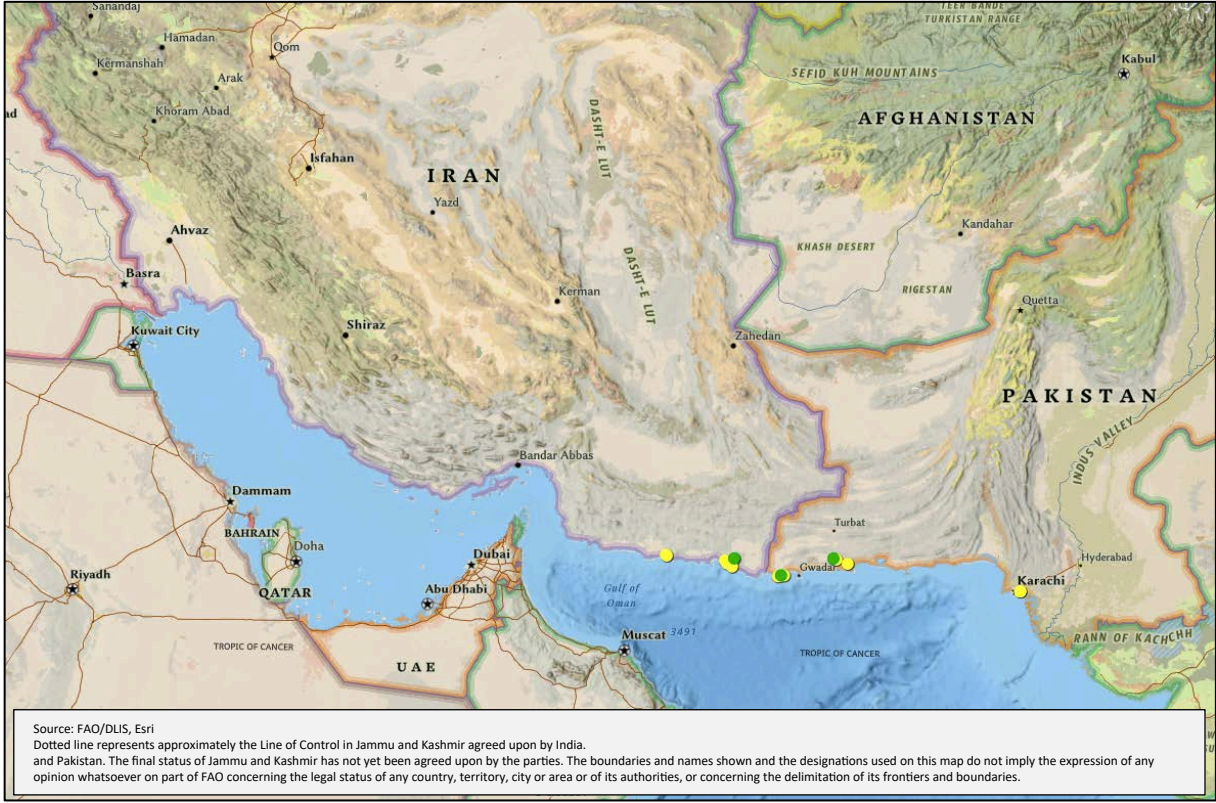 TEER BANDE
TURKISTAN RANGE
Sanandaj
Hamadan
Qom
Kermanshah
Arak
Kabul
SEFID KUH MOUNTAINS
Khoram Abad
ad
AFGHANISTAN
DASHT-E LUT
Isfahan
IRAN
Yazd
Kandahar
Ahvaz
KHASH DESERT
DASHT-E LUT
Basra
RIGESTAN
Kerman
Quetta
Kuwait City
Shiraz
Zahedan
PAKISTAN
INDUS VALLEY
Bandar Abbas
Dammam
Turbat
BAHRAIN
Doha
Dubai
Hyderabad
Gwadar
Riyadh
QATAR
Abu Dhabi
Gulf of
Oman
Karachi
Muscat
3491
RANN OF KACHCHH
TROPIC OF CANCER
TROPIC OF CANCER
UAE
Source: FAO/DLIS, Esri
Dotted line represents approximately the Line of Control in Jammu and Kashmir agreed upon by India.
and Pakistan. The final status of Jammu and Kashmir has not yet been agreed upon by the parties. The boundaries and names shown and the designations used on this map do not imply the expression of any
opinion whatsoever on part of FAO concerning the legal status of any country, territory, city or area or of its authorities, or concerning the delimitation of its frontiers and boundaries.